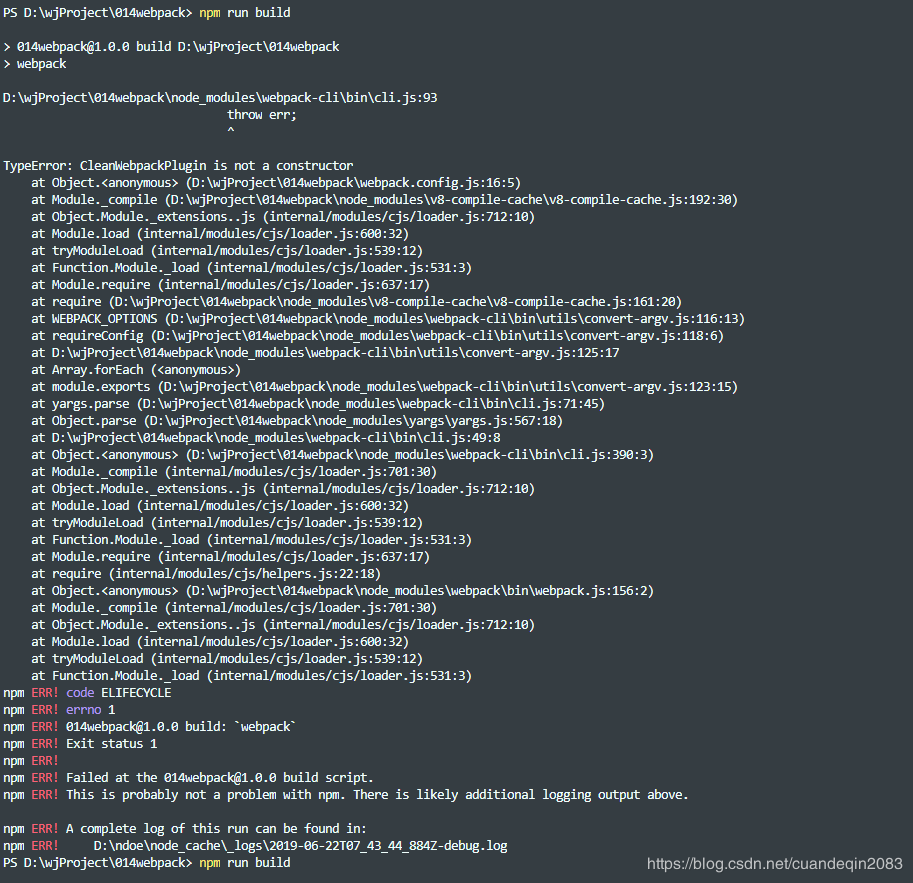 PS D:\wjProject\014webpack> npm run build
> 014webpack@1.0.0 build D:\wjProject\014webpack
> webpack
D:\wjProject\014webpack\node_modules\webpack-cli\bin\cli.js:93
throw err;
^
TypeError: CleanWebpackPlugin is not a constructor
at Object.<anonymous> (D:\wjProject\014webpack\webpack.config.js:16:5)
at Module._compile (D:\wjProject\014webpack\node_modules\v8-compile-cache\v8-compile-cache.js:192:30)
at Object.Module._extensions..js (internal/modules/cjs/loader.js:712:10)
at Module.load (internal/modules/cjs/loader.js:600:32)
at tryModuleLoad (internal/modules/cjs/loader.js:539:12)
at Function.Module._load (internal/modules/cjs/loader.js:531:3)
at Module.require (internal/modules/cjs/loader.js:637:17)
at require (D:\wjProject\014webpack\node_modules\v8-compile-cache\v8-compile-cache.js:161:20)
at WEBPACK_OPTIONS (D:\wjProject\014webpack\node_modules\webpack-cli\bin\utils\convert-argv.js:116:13)
at requireConfig (D:\wjProject\014webpack\node_modules\webpack-cli\bin\utils\convert-argv.js:118:6)
at D:\wjProject\014webpack\node_modules\webpack-cli\bin\utils\convert-argv.js:125:17
at Array.forEach (<anonymous>)
at module.exports (D:\wjProject\014webpack\node_modules\webpack-cli\bin\utils\convert-argv.js:123:15)
at yargs.parse (D:\wjProject\014webpack\node_modules\webpack-cli\bin\cli.js:71:45)
at Object.parse (D:\wjProject\014webpack\node_modules\yargs\yargs.js:567:18)
at D:\wjProject\014webpack\node_modules\webpack-cli\bin\cli.js:49:8
at Object.<anonymous> (D:\wjProject\014webpack\node_modules\webpack-cli\bin\cli.js:390:3)
at Module._compile (internal/modules/cjs/loader.js:701:30)
at Object.Module._extensions..js (internal/modules/cjs/loader.js:712:10)
at Module.load (internal/modules/cjs/loader.js:600:32)
at tryModuleLoad (internal/modules/cjs/loader.js:539:12)
at Function.Module._load (internal/modules/cjs/loader.js:531:3)
at Module.require (internal/modules/cjs/loader.js:637:17)
at require (internal/modules/cjs/helpers.js:22:18)
at Object.<anonymous> (D:\wjProject\014webpack\node_modules\webpack\bin\webpack.js:156:2)
at Module._compile (internal/modules/cjs/loader.js:701:30)
at Object.Module._extensions..js (internal/modules/cjs/loader.js:712:10)
at Module.load (internal/modules/cjs/loader.js:600:32)
at tryModuleLoad (internal/modules/cjs/loader.js:539:12)
at Function.Module._load (internal/modules/cjs/loader.js:531:3)
npm ERR! code ELIFECYCLE
npm ERR! errno 1
npm ERR! 014webpack@1.0.0 build: `webpack`
npm ERR! Exit status 1
npm ERR!
npm ERR! Failed at the 014webpack@1.0.0 build script.
npm ERR! This is probably not a problem with npm. There is likely additional logging output above.
npm ERR! A complete log of this run can be found in:
npm ERR!     D:\ndoe\node_cache\_logs\2019-06-22T07_43_44_884Z-debug.log
PS D:\wjProject\014webpack> npm run build
https://blog.csdn.net/cuandeqin2083